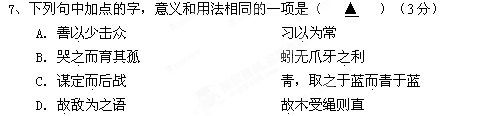 7、下列句中加点的字，意义和用法相同的一项是（ ▲ ）（3分）
A. 善以少击众 习以为常
B. 哭之而育其孤 蚓无爪牙之利
C. 谋定而后战 青，取之于蓝而青于蓝
D. 故敌为之语 故木受绳则直